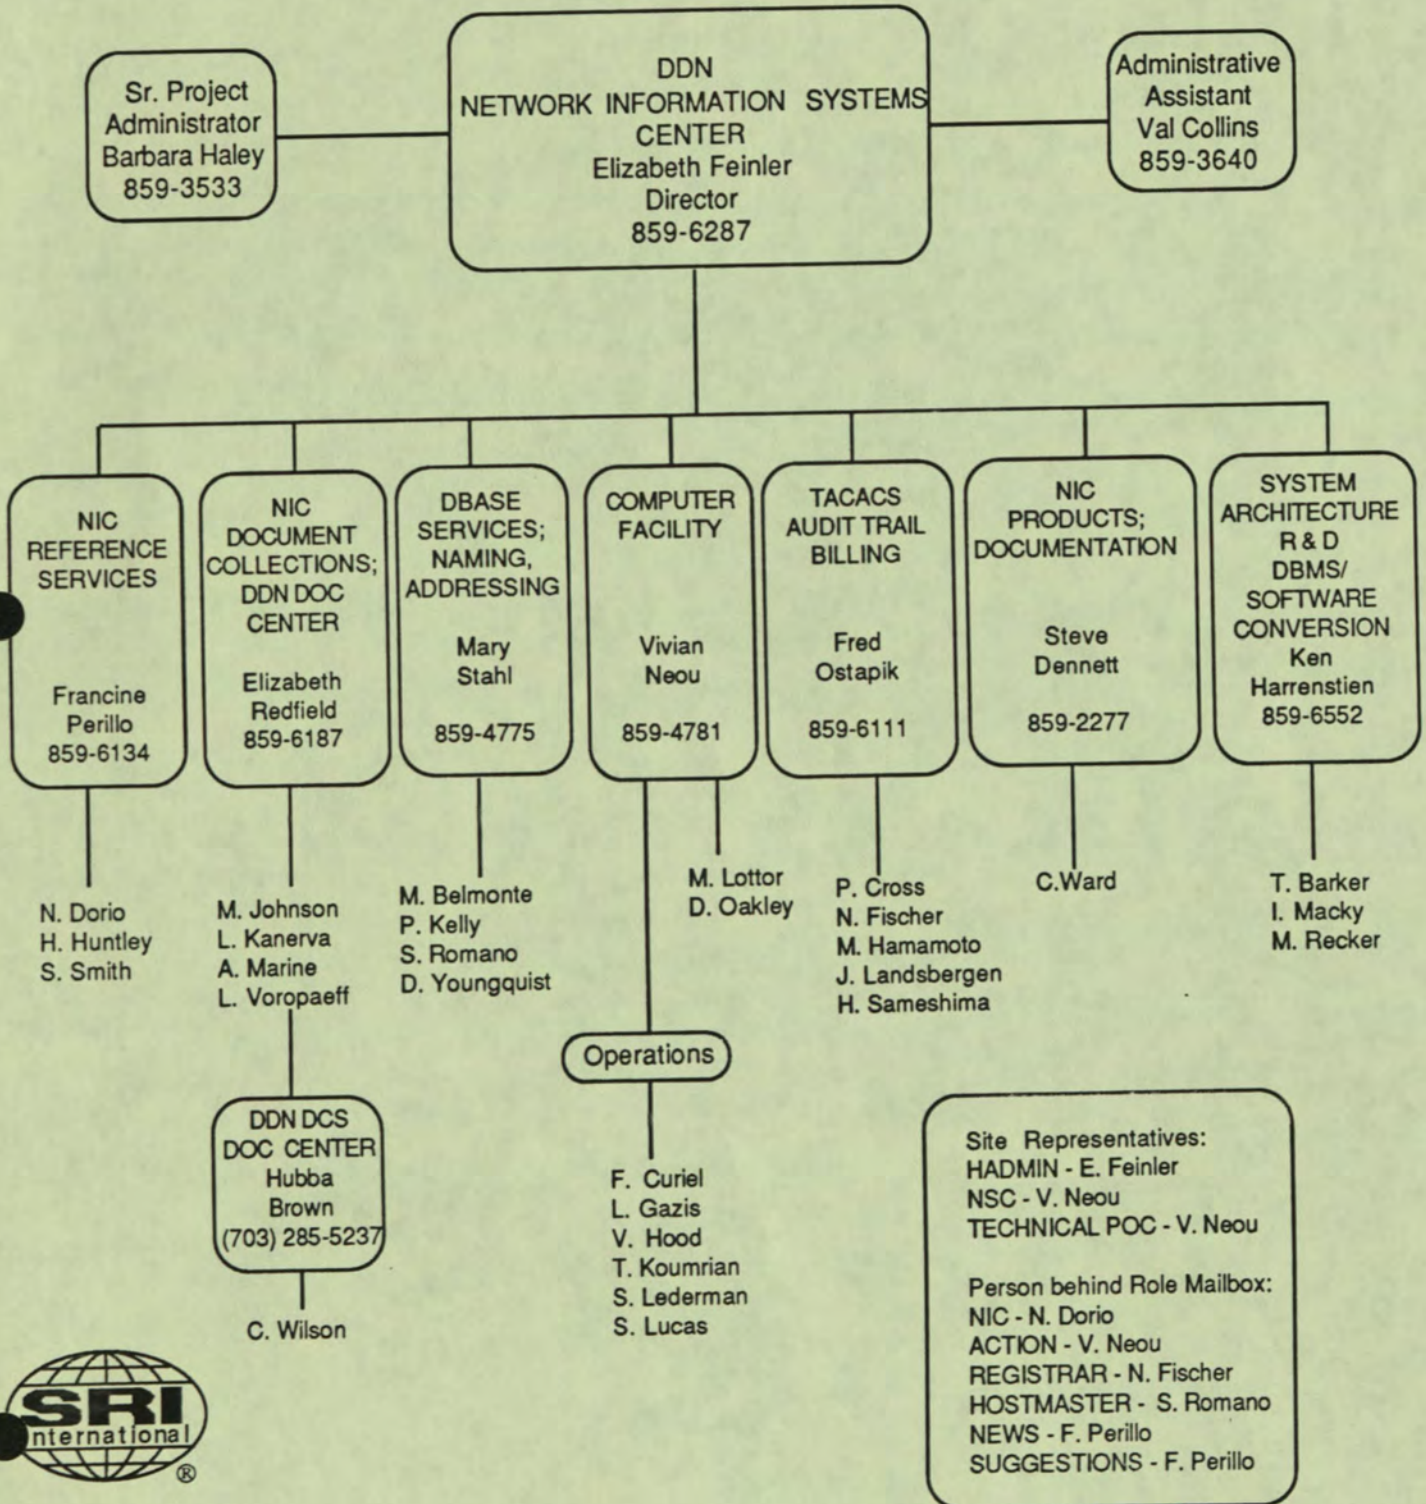 Sr. Project
Administrator
Barbara Haley
859-3533
DDN
NETWORK INFORMATION SYSTEMS
CENTER
Elizabeth Feinler
Director
859-6287
Administrative
Assistant
Val Collins
859-3640
NIC
REFERENCE
SERVICES
Francine
Perillo
859-6134
NIC
DOCUMENT
COLLECTIONS;
DDN DOC
CENTER
Elizabeth
Redfield
859-6187
DBASE
SERVICES;
NAMING,
ADDRESSING
Mary
Stahl
859-4775
COMPUTER
FACILITY
Vivian
Neou
859-4781
TACACS
AUDIT TRAIL
BILLING
Fred
Ostapik
859-6111
NIC
PRODUCTS;
DOCUMENTATION
Steve
Dennett
859-2277
SYSTEM
ARCHITECTURE
R & D
DBMS/
SOFTWARE
CONVERSION
Ken
Harrenstien
859-6552
N. Dorio
H. Huntley
S. Smith
M. Johnson
L. Kanerva
A. Marine
L. Voropaeff
M. Belmonte
P. Kelly
S. Romano
D. Youngquist
M. Lottor
D. Oakley
P. Cross
N. Fischer
M. Hamamoto
J. Landsbergen
H. Sameshima
C.Ward
T. Barker
I. Macky
M. Recker
DDN DCS
DOC CENTER
Hubba
Brown
(703) 285-5237
C. Wilson
Operations
F. Curiel
L. Gazis
V. Hood
T. Koumrian
S. Lederman
S. Lucas
Site Representatives:
HADMIN - E. Feinler
NSC - V. Neou
TECHNICAL POC - V. Neou
Person behind Role Mailbox:
NIC - N. Dorio
ACTION - V. Neou
REGISTRAR - N. Fischer
HOSTMASTER - S. Romano
NEWS - F. Perillo
SUGGESTIONS - F. Perillo
SRI
International
®